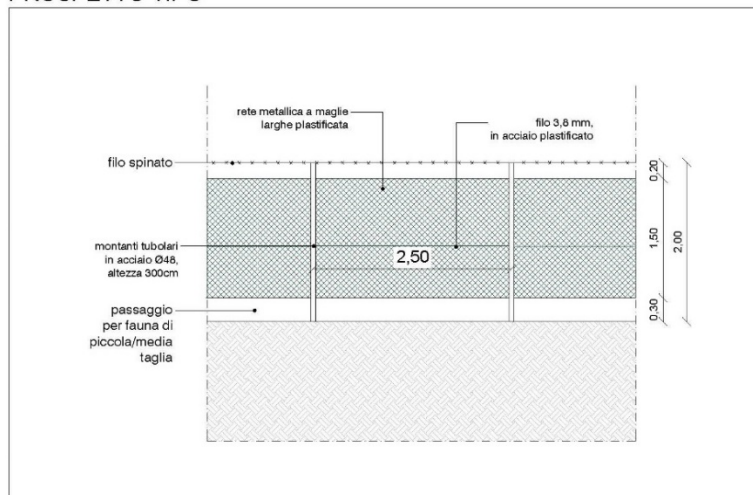 rete metallica a maglie
larghe plastificata
filo 3,8 mm,
in acciaio plastificato
filo spinato
0,20
montanti tubolari
in acciaio Ø48,
altezza 300cm
2,50
1,50
2,00
passaggio
per fauna di
piccola/media
taglia
0,30